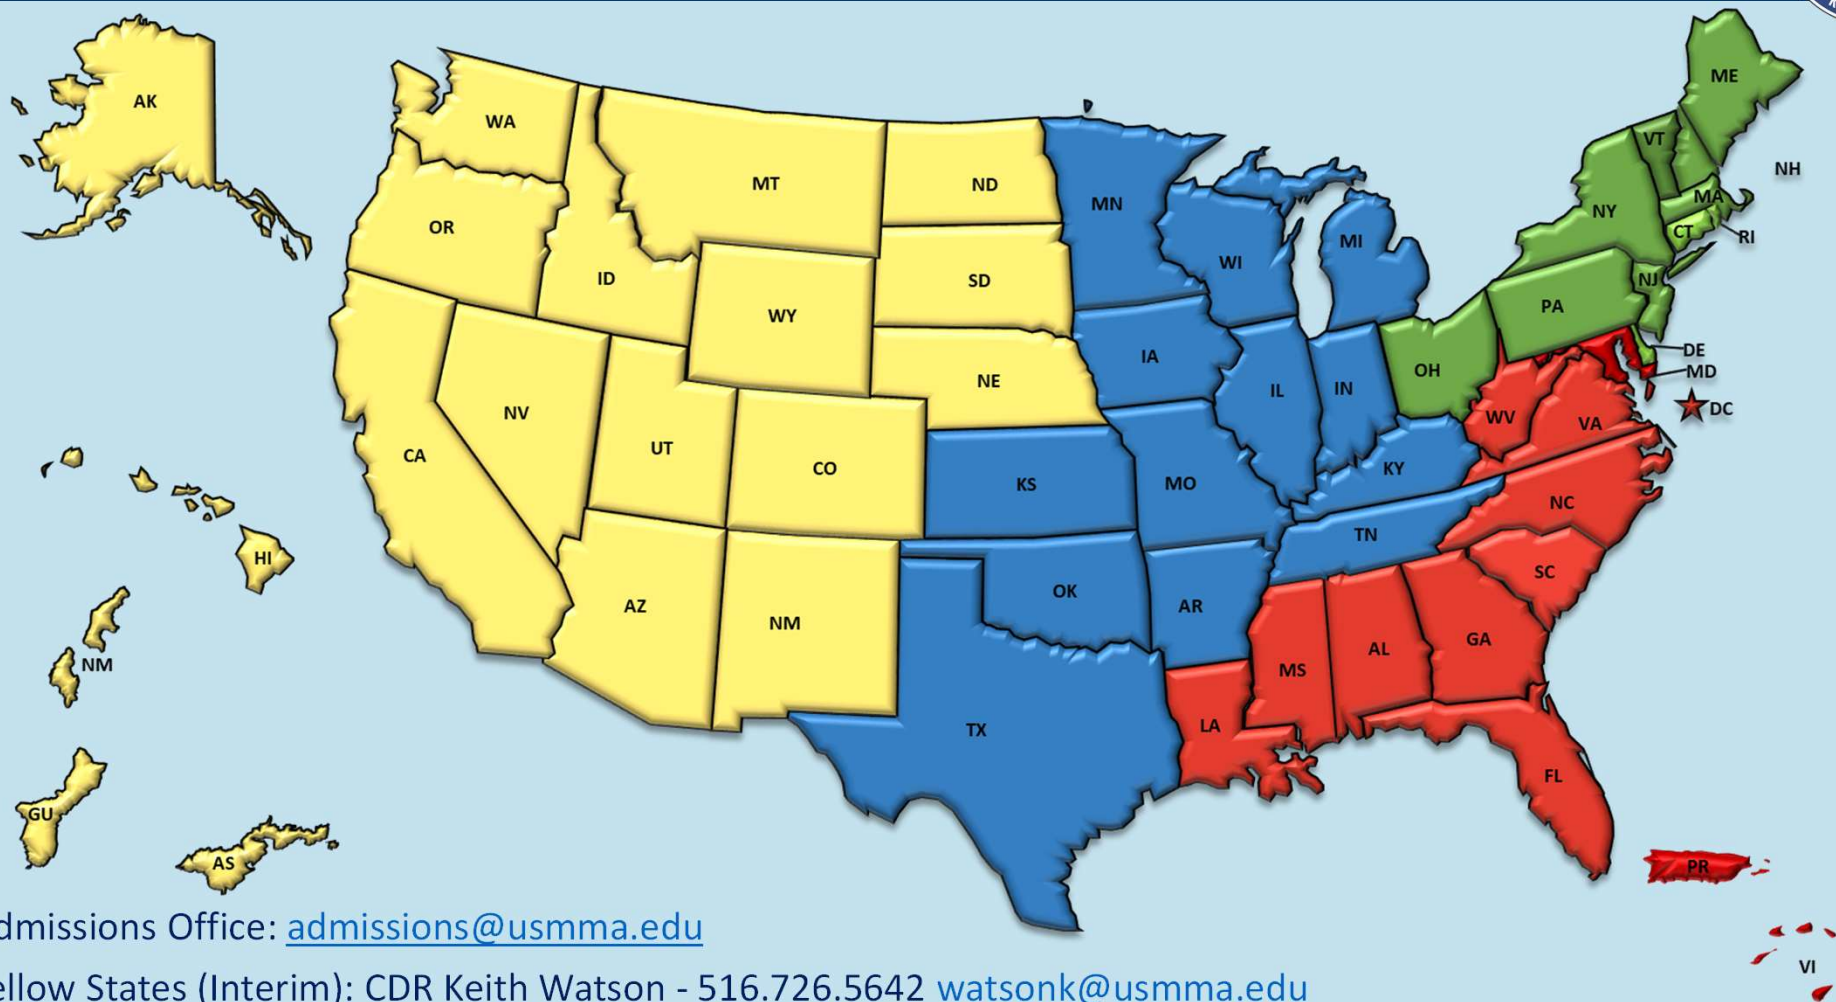 ME
AK
WA
VT
NH
MT
ND
MN
MA
NY
OR
CT
RI
MI
WI
ID
SD
NJ
WY
PA
IA
DE
OH
MD
NE
IL
IN
NV
WV
DC
VA
UT
CA
CO
KY
KS
MO
NC
TN
HI
SC
OK
AZ
AR
NM
GA
AL
NM
MS
LA
TX
FL
GU
AS
PR
dmissions Office: admissions@usmma.edu
VI
ellow States (Interim): CDR Keith Watson - 516.726.5642 watsonk@usmma.edu